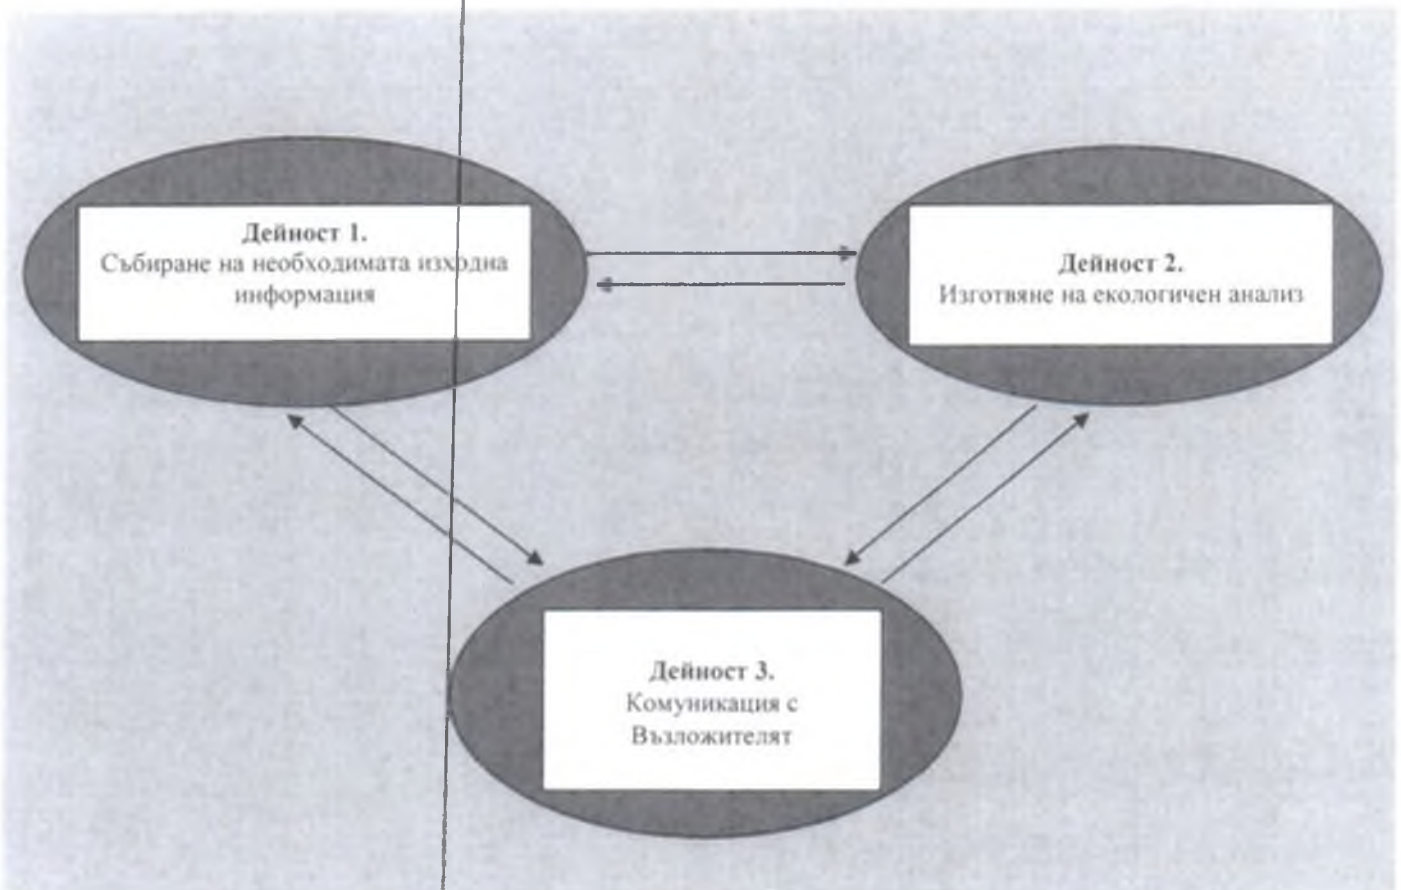 Дейност 1.
Събиране на необходимата изходна
информация
Дейност 2.
Изготвяне на екологичен анализ
Дейност 3.
Комуникация с
Възложителят